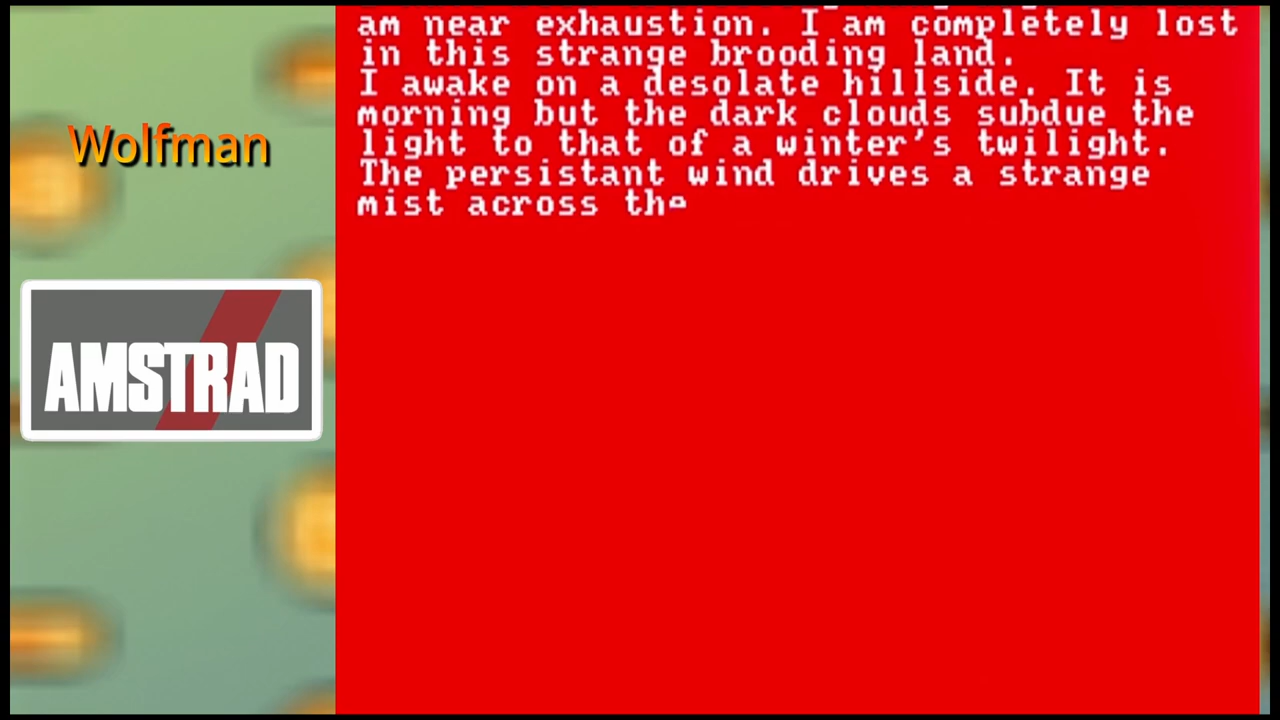 Wolfman
AMSTRAD
am near exhaustion. I am completely lost
in this strange brooding land.
I awake on a desolate hillside. It is
morning but the dark clouds subdue the
light to that of a winter's twilight.
The persistant wind drives a strange
mist across th